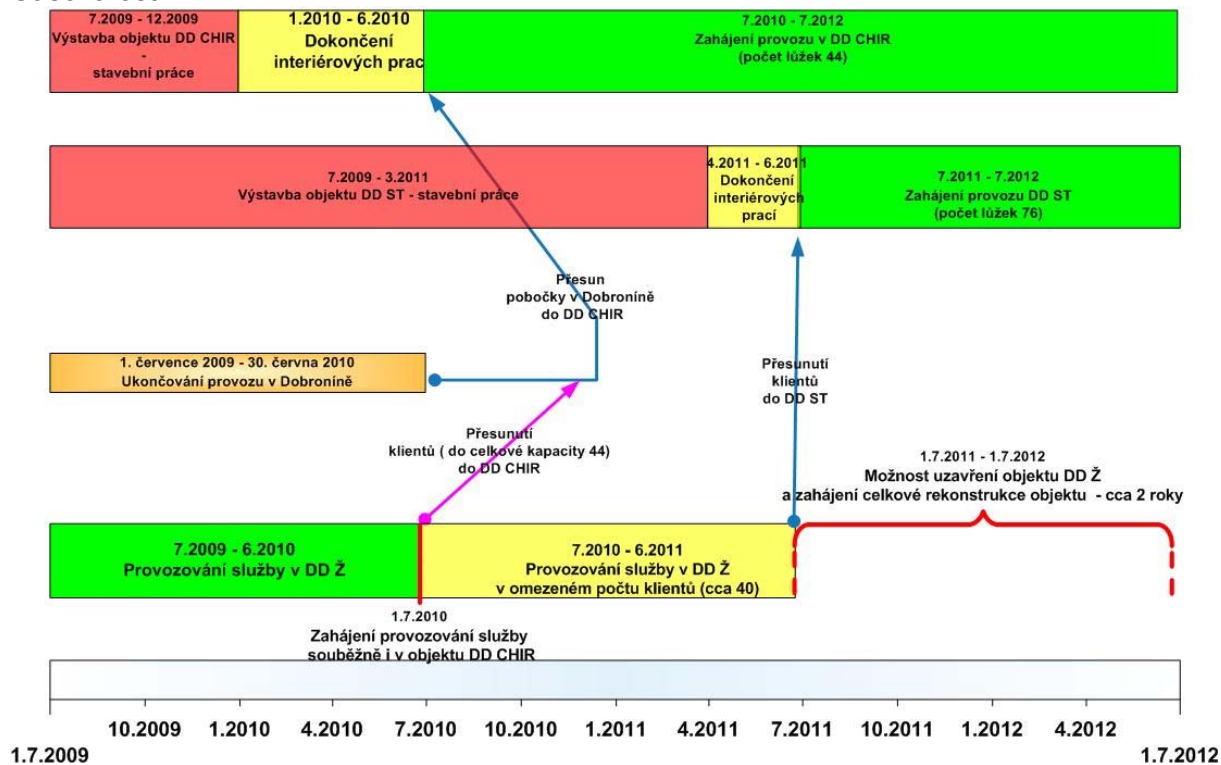 7.2009 - 12.2009
Výstavba objektu DD CHIR
-
stavební práce
1.2010 - 6.2010
Dokončení
interiérových prac
7.2010 - 7.2012
Zahájení provozu v DD CHIR
(počet lůžek 44)
7.2009 - 3.2011
Výstavba objektu DD ST - stavební práce
4.2011 - 6.2011
Dokončení
interiérových
prací
7.2011 - 7.2012
Zahájení provozu DD ST
(počet lůžek 76)
Přesun
pobočky v Dobroníně
do DD CHIR
1. července 2009 - 30. června 2010
Ukončování provozu v Dobroníně
Přesunutí
klientů
do DD ST
Přesunutí
klientů ( do celkové kapacity 44)
do DD CHIR
1.7.2011 - 1.7.2012
Možnost uzavření objektu DD Ž
a zahájení celkové rekonstrukce objektu - cca 2 roky
7.2009 - 6.2010
Provozování služby v DD Ž
7.2010 - 6.2011
Provozování služby v DD Ž
v omezeném počtu klientů (cca 40)
1.7.2010
Zahájení provozování služby
souběžně i v objektu DD CHIR
10.2009 1.2010 4.2010 7.2010 10.2010 1.2011 4.2011 7.2011 10.2011 1.2012 4.2012
1.7.2009 1.7.2012